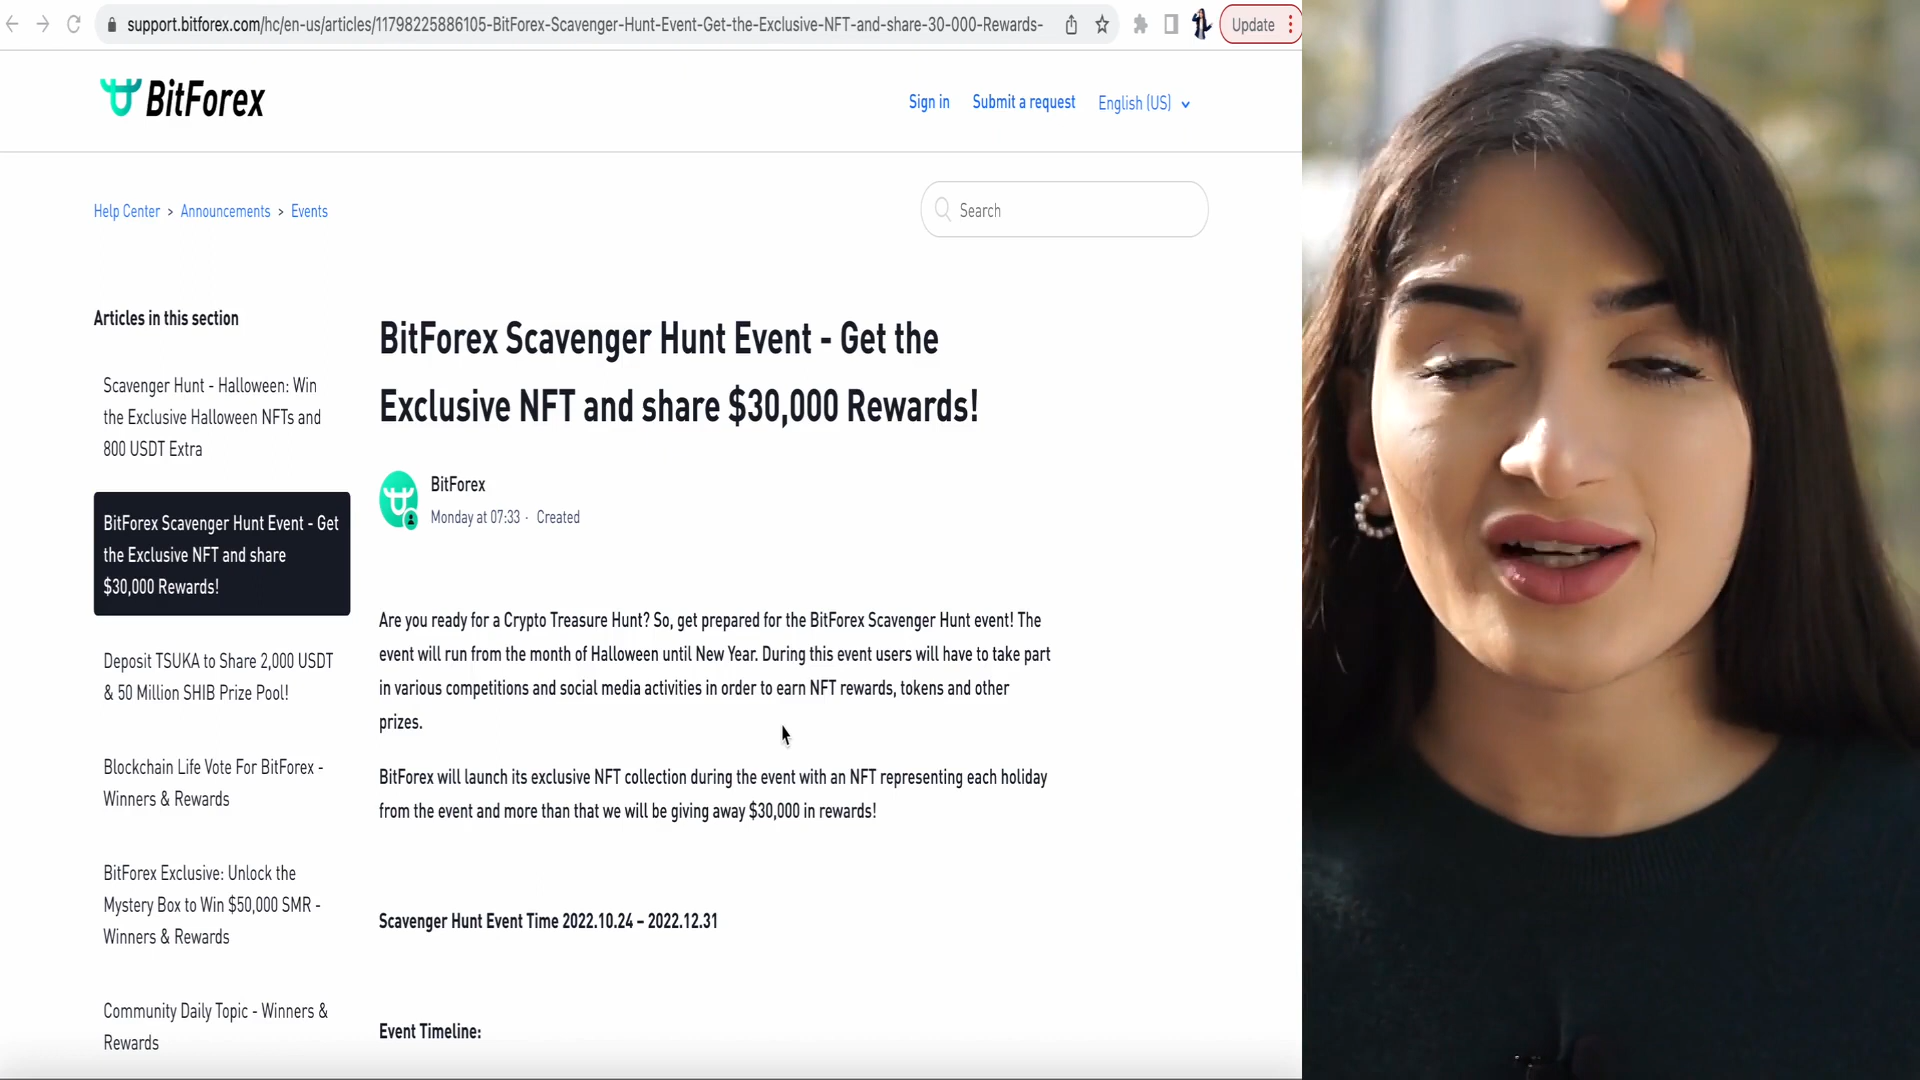 support.bitforex.com/hc/en-us/articles/11798225886105-BitForex-Scavenger-Hunt-Event-Get-the-Exclusive-NFT-and-share-30-000-Rewards-
Update
BitForex
Sign in
Submit a request
English (US)
Help Center > Announcements > Events
Search
Articles in this section
Scavenger Hunt - Halloween: Win
the Exclusive Halloween NFTs and
800 USDT Extra
BitForex Scavenger Hunt Event - Get
the Exclusive NFT and share
$30,000 Rewards!
Deposit TSUKA to Share 2,000 USDT
& 50 Million SHIB Prize Pool!
Blockchain Life Vote For BitForex -
Winners & Rewards
BitForex Exclusive: Unlock the
Mystery Box to Win $50,000 SMR -
Winners & Rewards
Community Daily Topic - Winners &
Rewards
BitForex Scavenger Hunt Event - Get the
Exclusive NFT and share $30,000 Rewards!
BitForex
Monday at 07:33 · Created
Are you ready for a Crypto Treasure Hunt? So, get prepared for the BitForex Scavenger Hunt event! The
event will run from the month of Halloween until New Year. During this event users will have to take part
in various competitions and social media activities in order to earn NFT rewards, tokens and other
prizes.
BitForex will launch its exclusive NFT collection during the event with an NFT representing each holiday
from the event and more than that we will be giving away $30,000 in rewards!
Scavenger Hunt Event Time 2022.10.24 – 2022.12.31
Event Timeline: